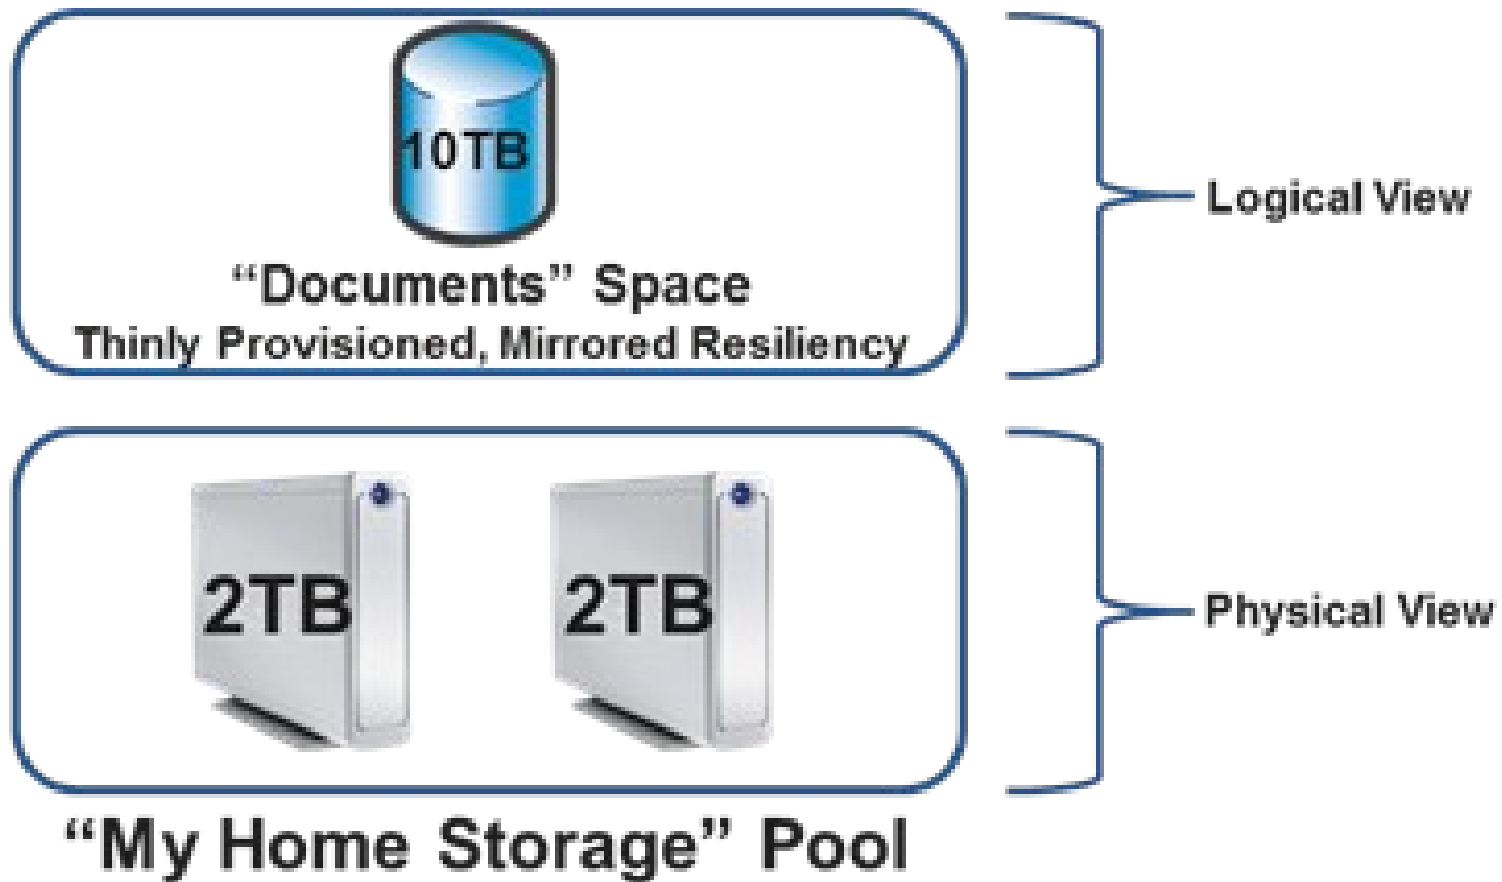 10TB
“Documents” Space
Thinly Provisioned, Mirrored Resiliency
Logical View
2TB
2TB
Physical View
“My Home Storage” Pool